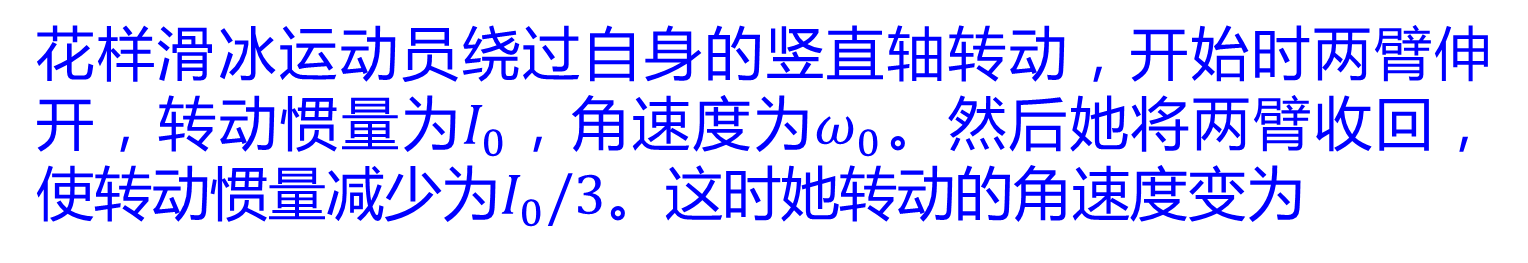 花样滑冰运动员绕过自身的竖直轴转动，开始时两臂伸
开，转动惯量为𝐼₀，角速度为𝜔₀。然后她将两臂收回，
使转动惯量减少为𝐼₀/3。这时她转动的角速度变为